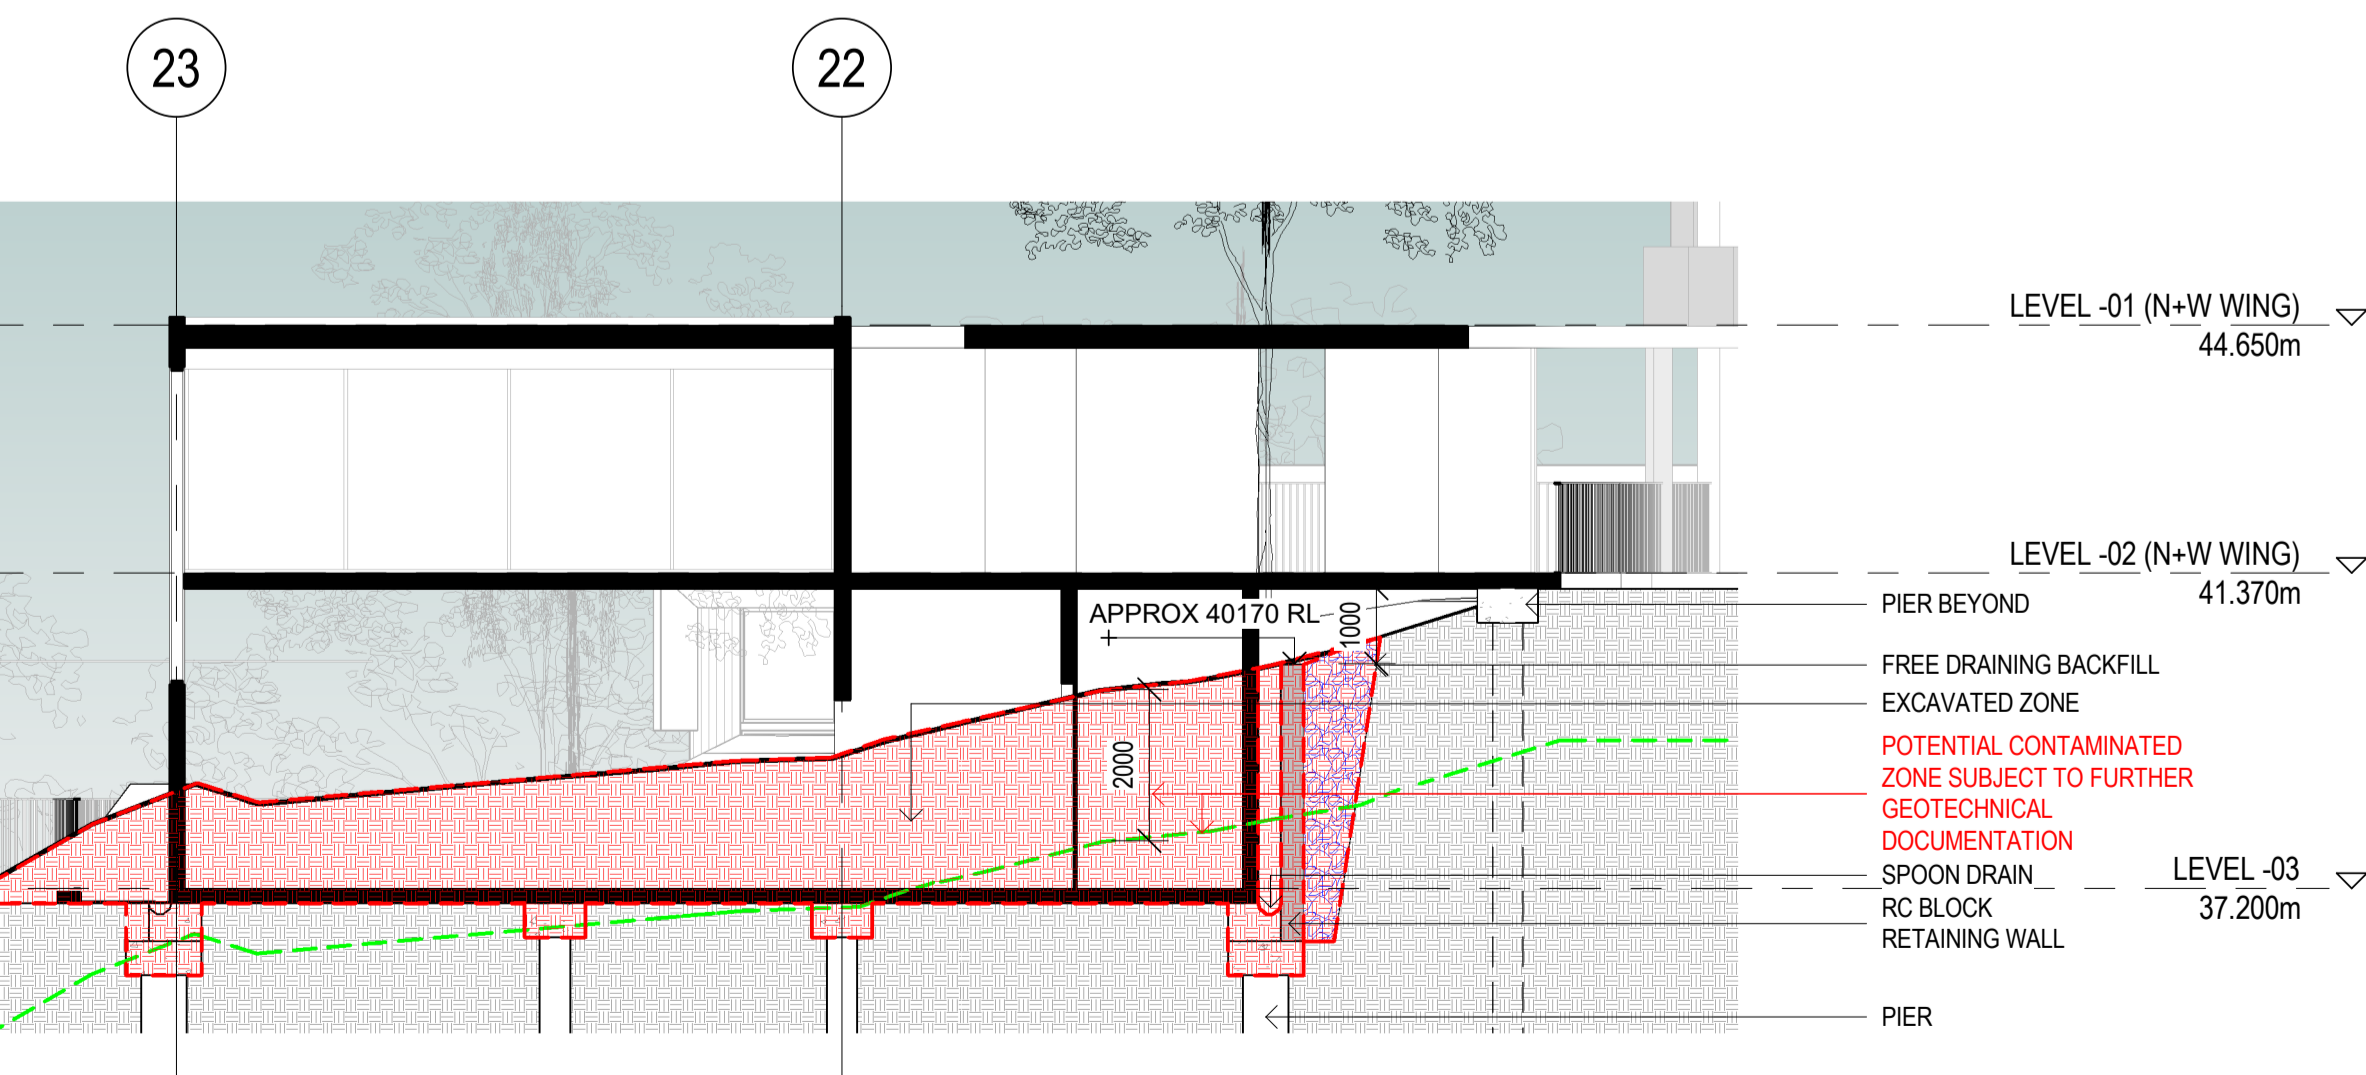 23
22
LEVEL -01 (N+W WING)
44.650m
LEVEL -02 (N+W WING)
41.370m
APPROX 40170 RL
1000
2000
PIER BEYOND
FREE DRAINING BACKFILL
EXCAVATED ZONE
POTENTIAL CONTAMINATED
ZONE SUBJECT TO FURTHER
GEOTECHNICAL
DOCUMENTATION
SPOON DRAIN
LEVEL -03
37.200m
RC BLOCK
RETAINING WALL
PIER